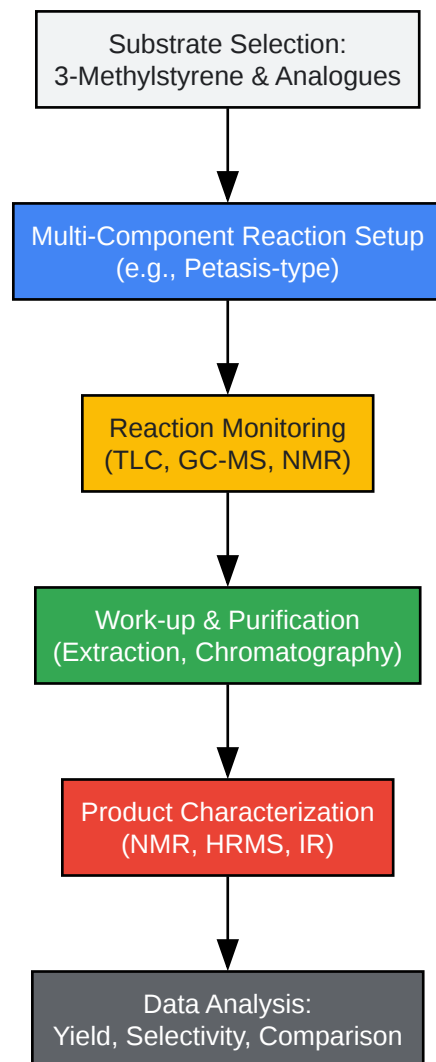 Substrate Selection:
3-Methylstyrene & Analogues
Multi-Component Reaction Setup
(e.g., Petasis-type)
Reaction Monitoring
(TLC, GC-MS, NMR)
Work-up & Purification
(Extraction, Chromatography)
Product Characterization
(NMR, HRMS, IR)
Data Analysis:
Yield, Selectivity, Comparison